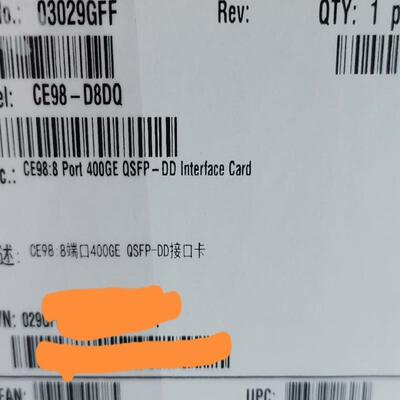 o.: 03029GFF Rev: QTY: 1 p
el: CE98-D8DQ
c.: CE98:8 Port 400GE QSFP-DD Interface Card
述: CE98:8端口400GE QSFP-DD接口卡
/N: 029G
EAN: UPC: